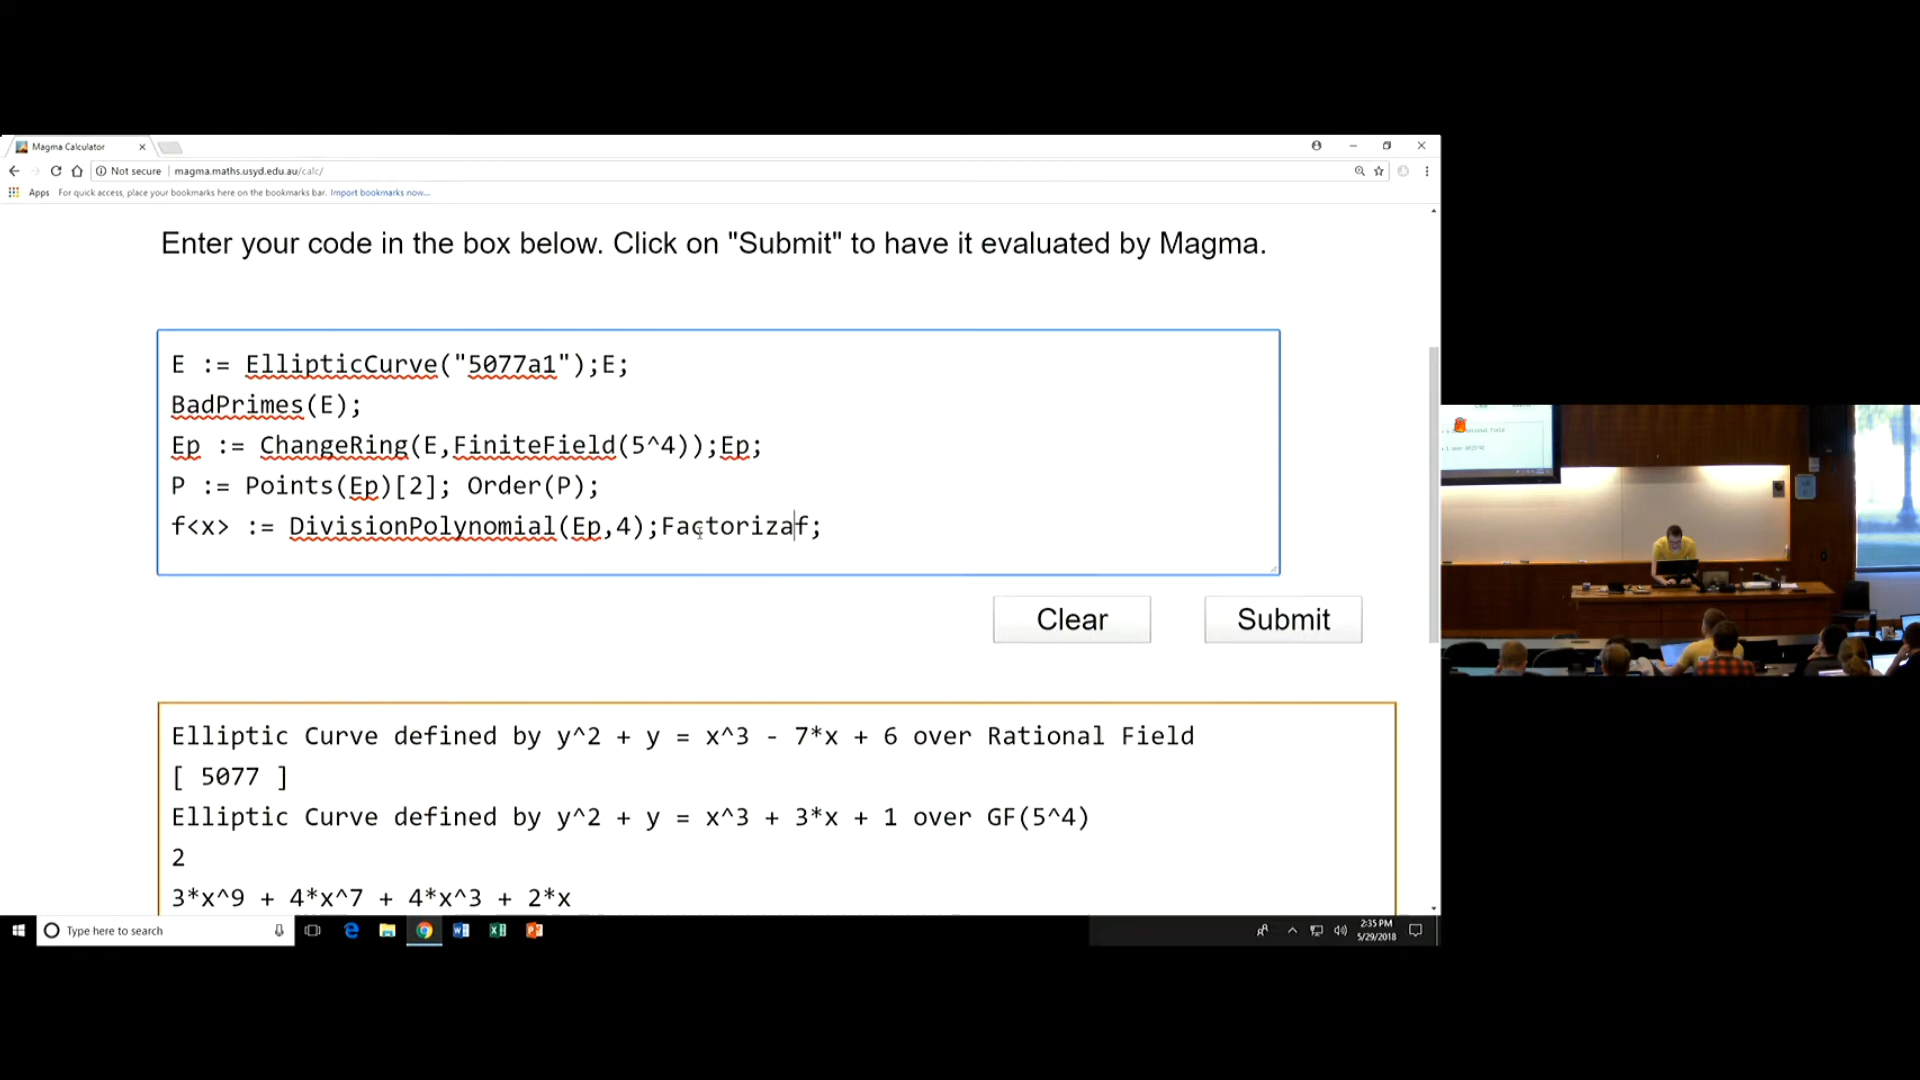 Magma Calculator
Not secure | magma.maths.usyd.edu.au/calc/
Apps For quick access, place your bookmarks here on the bookmarks bar. Import bookmarks now...
Enter your code in the box below. Click on "Submit" to have it evaluated by Magma.
E := EllipticCurve("5077a1");E;
BadPrimes(E);
Ep := ChangeRing(E,FiniteField(5^4));Ep;
P := Points(Ep)[2]; Order(P);
f<x> := DivisionPolynomial(Ep,4);Factorizaf;
Clear Submit
Elliptic Curve defined by y^2 + y = x^3 - 7*x + 6 over Rational Field
[ 5077 ]
Elliptic Curve defined by y^2 + y = x^3 + 3*x + 1 over GF(5^4)
2
3*x^9 + 4*x^7 + 4*x^3 + 2*x
Type here to search
2:35 PM
5/29/2018